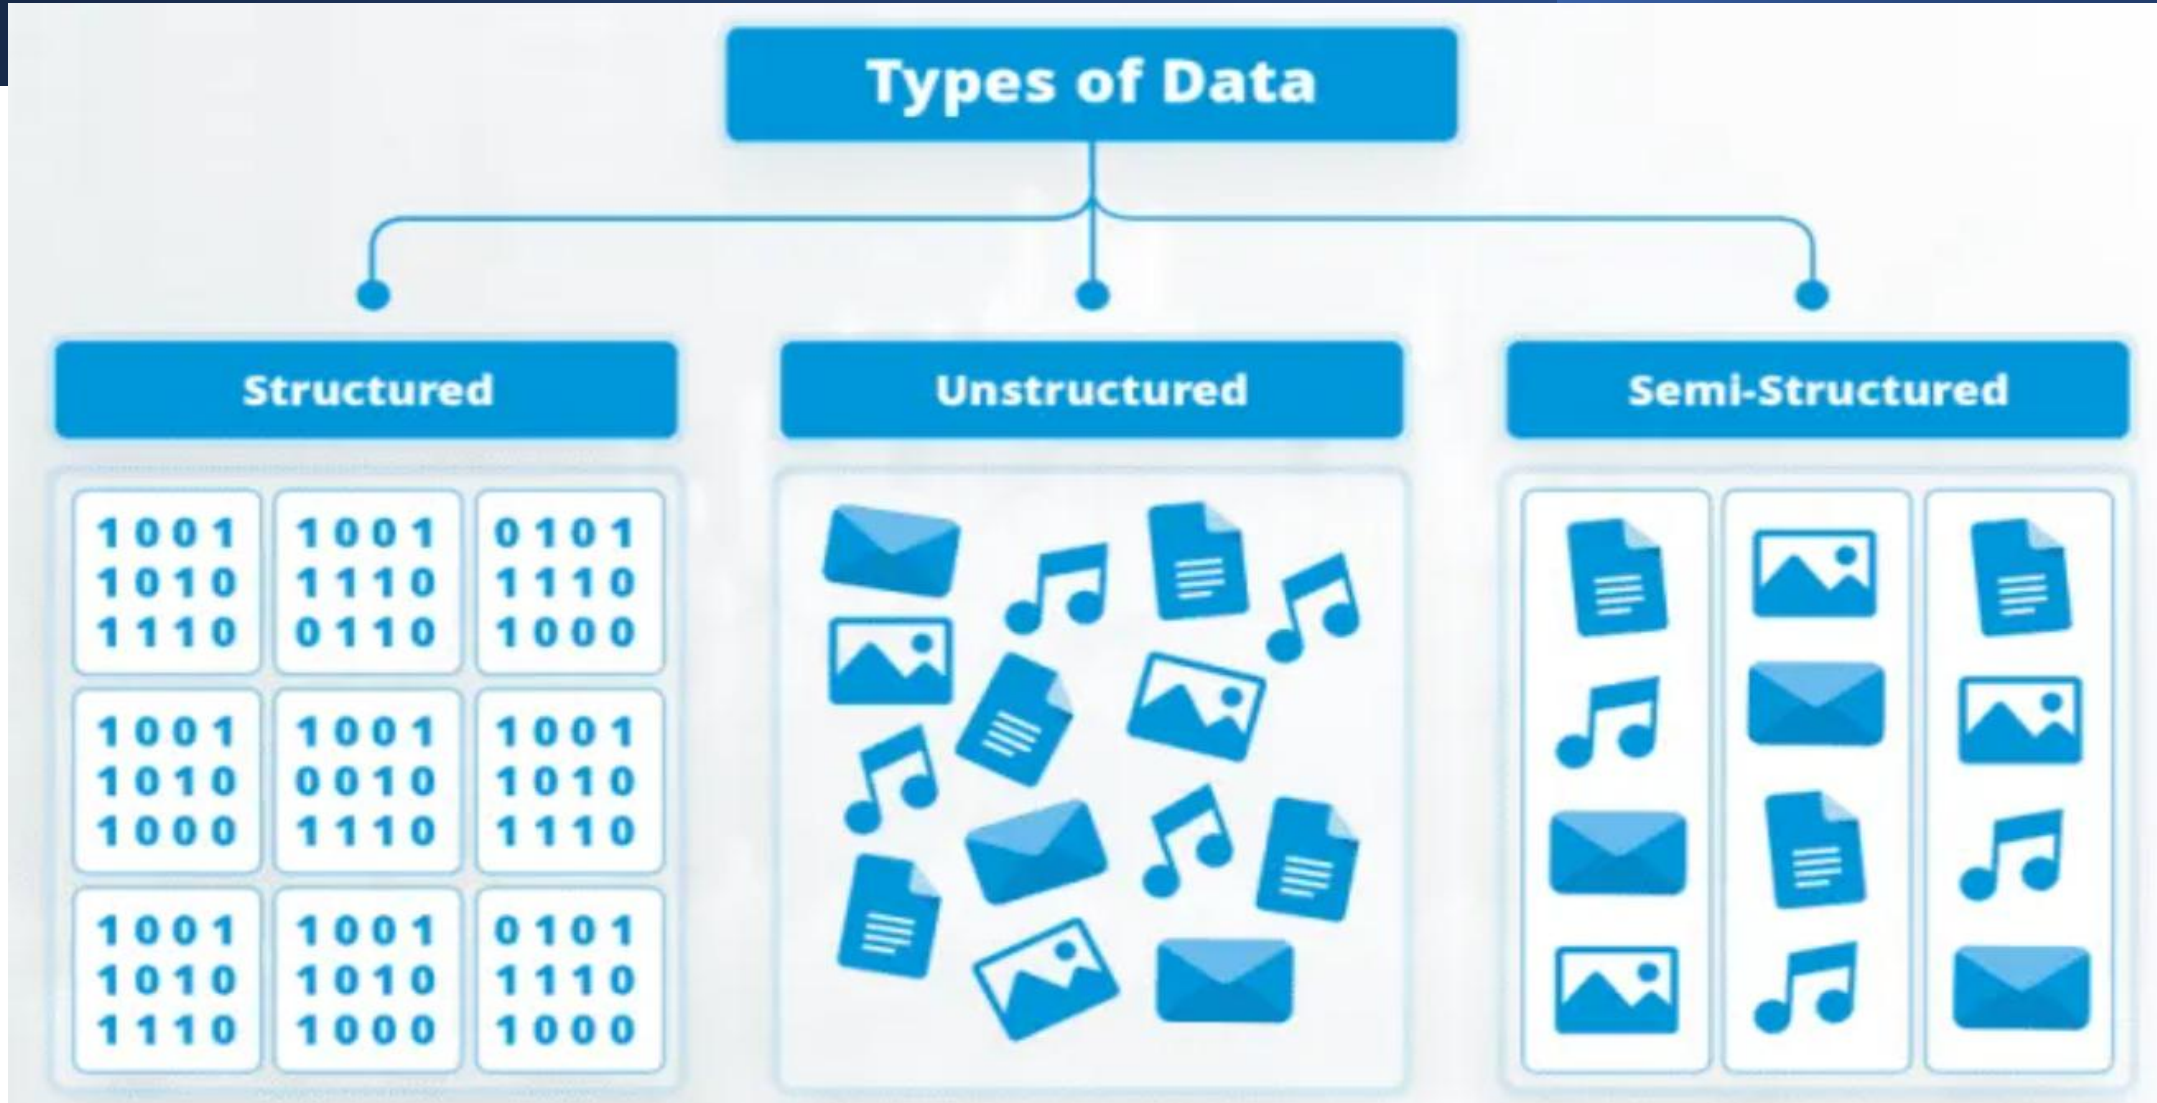 Types of Data
Structured
Unstructured
Semi-Structured
1001 1001 0101
1010 1110 1110
1110 0110 1000
1001 1001 1001
1010 0010 1010
1000 1110 1110
1001 1001 0101
1010 1010 1110
1110 1000 1000